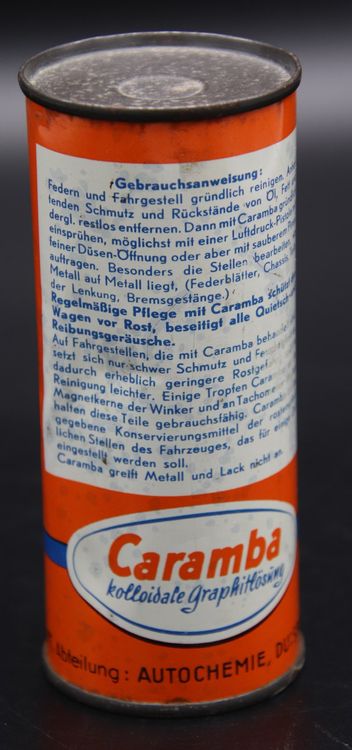 Gebrauchsanweisung:
Federn und Fahrgestell gründlich reinigen.
tenden Schmutz und Rückstände von Öl, Fett
dergl. restlos entfernen. Dann mit Caramba
einsprühen, möglichst mit einer Luftdruck-Pistole
feiner Düsen-Öffnung oder aber mit sauberem
auftragen. Besonders die Stellen bearbeiten,
Metall auf Metall liegt, (Federblätter, Chassis,
der Lenkung, Bremsgestänge.)
Regelmäßige Pflege mit Caramba schützt
Wagen vor Rost, beseitigt alle
Reibungsgeräusche.
Auf Fahrgestellen, die mit Caramba
setzt sich nur schwer Schmutz und
dadurch erheblich geringere
Reinigung leichter. Einige Tropfen
Magnetkerne der Winker und an
halten diese Teile gebrauchsfähig.
gegebene Konservierungsmittel der
lichen Stellen des Fahrzeuges, das für
eingestellt werden soll.
Caramba greift Metall und Lack nicht an.
Caramba
kolloidale Graphitlösung
Abteilung: AUTOCHEMIE,